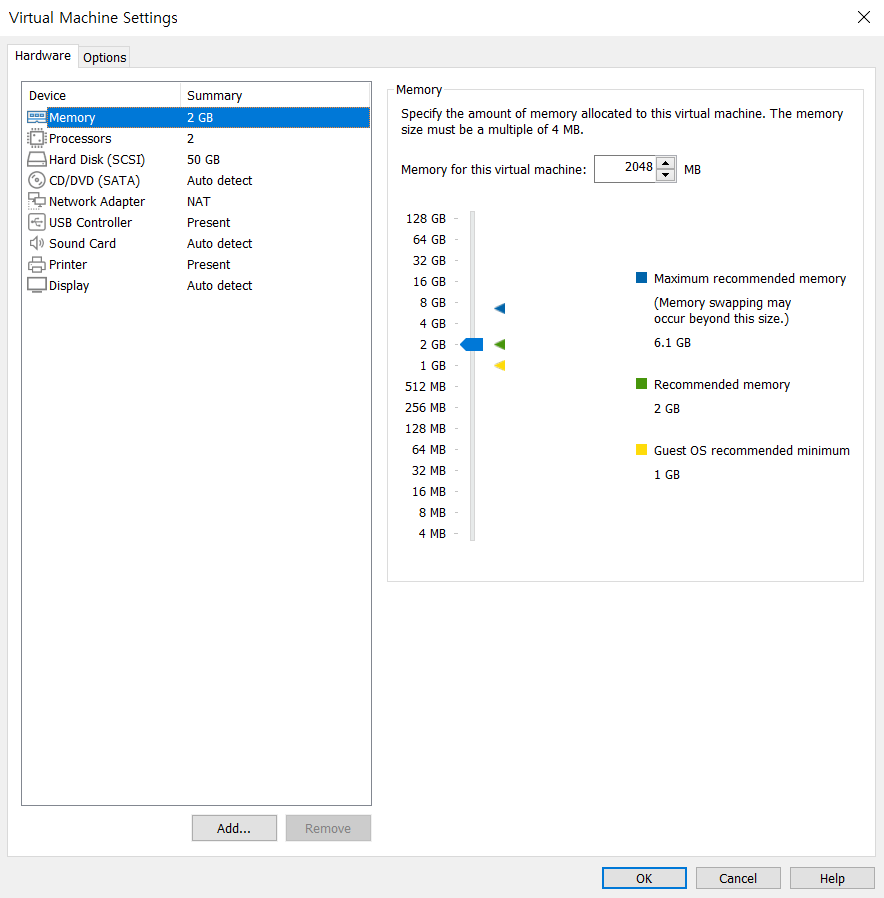 Virtual Machine Settings
Hardware
Options
Device Summary
Memory 2 GB
Processors 2
Hard Disk (SCSI) 50 GB
CD/DVD (SATA) Auto detect
Network Adapter NAT
USB Controller Present
Sound Card Auto detect
Printer Present
Display Auto detect
Add...
Remove
Memory
Specify the amount of memory allocated to this virtual machine. The memory
size must be a multiple of 4 MB.
Memory for this virtual machine: 2048 MB
128 GB
64 GB
32 GB
16 GB
8 GB
4 GB
2 GB
1 GB
512 MB
256 MB
128 MB
64 MB
32 MB
16 MB
8 MB
4 MB
Maximum recommended memory
(Memory swapping may
occur beyond this size.)
6.1 GB
Recommended memory
2 GB
Guest OS recommended minimum
1 GB
OK
Cancel
Help